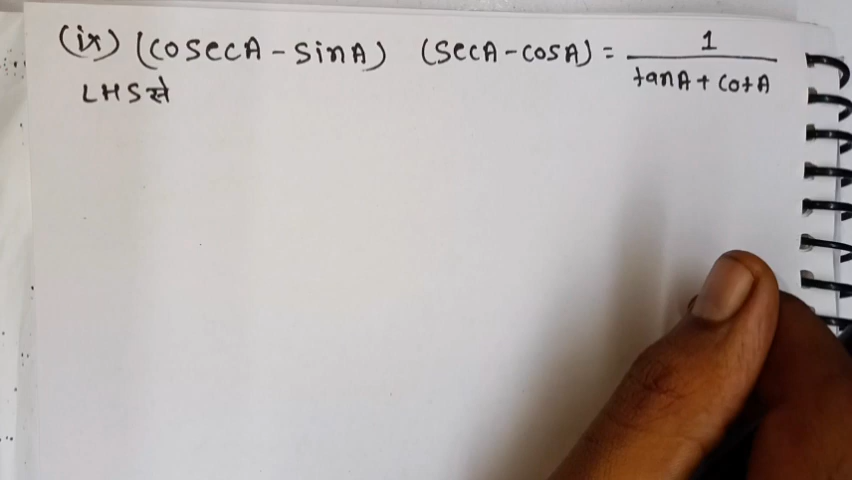 (ix) (cosecA - sinA) (secA - cosA) = 1 / tanA + cotA
LHS से